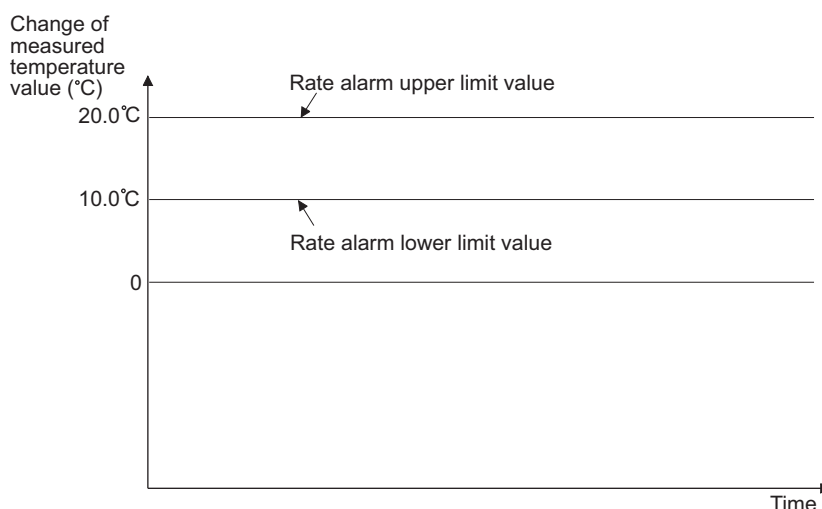 Change of
measured
temperature
value (℃)
Rate alarm upper limit value
20.0℃
10.0℃
Rate alarm lower limit value
0
Time